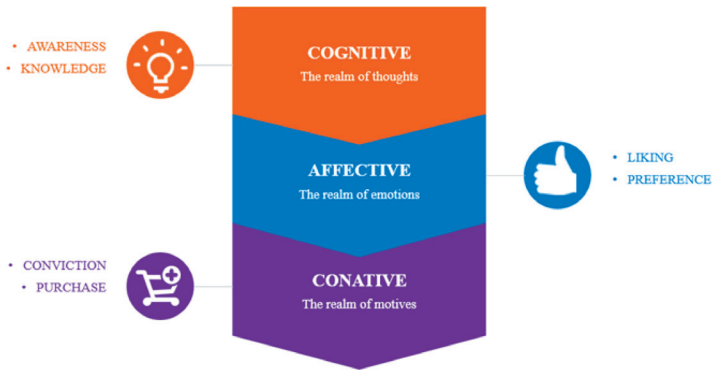 • AWARENESS
• KNOWLEDGE
COGNITIVE
The realm of thoughts
AFFECTIVE
The realm of emotions
• LIKING
• PREFERENCE
• CONVICTION
• PURCHASE
CONATIVE
The realm of motives